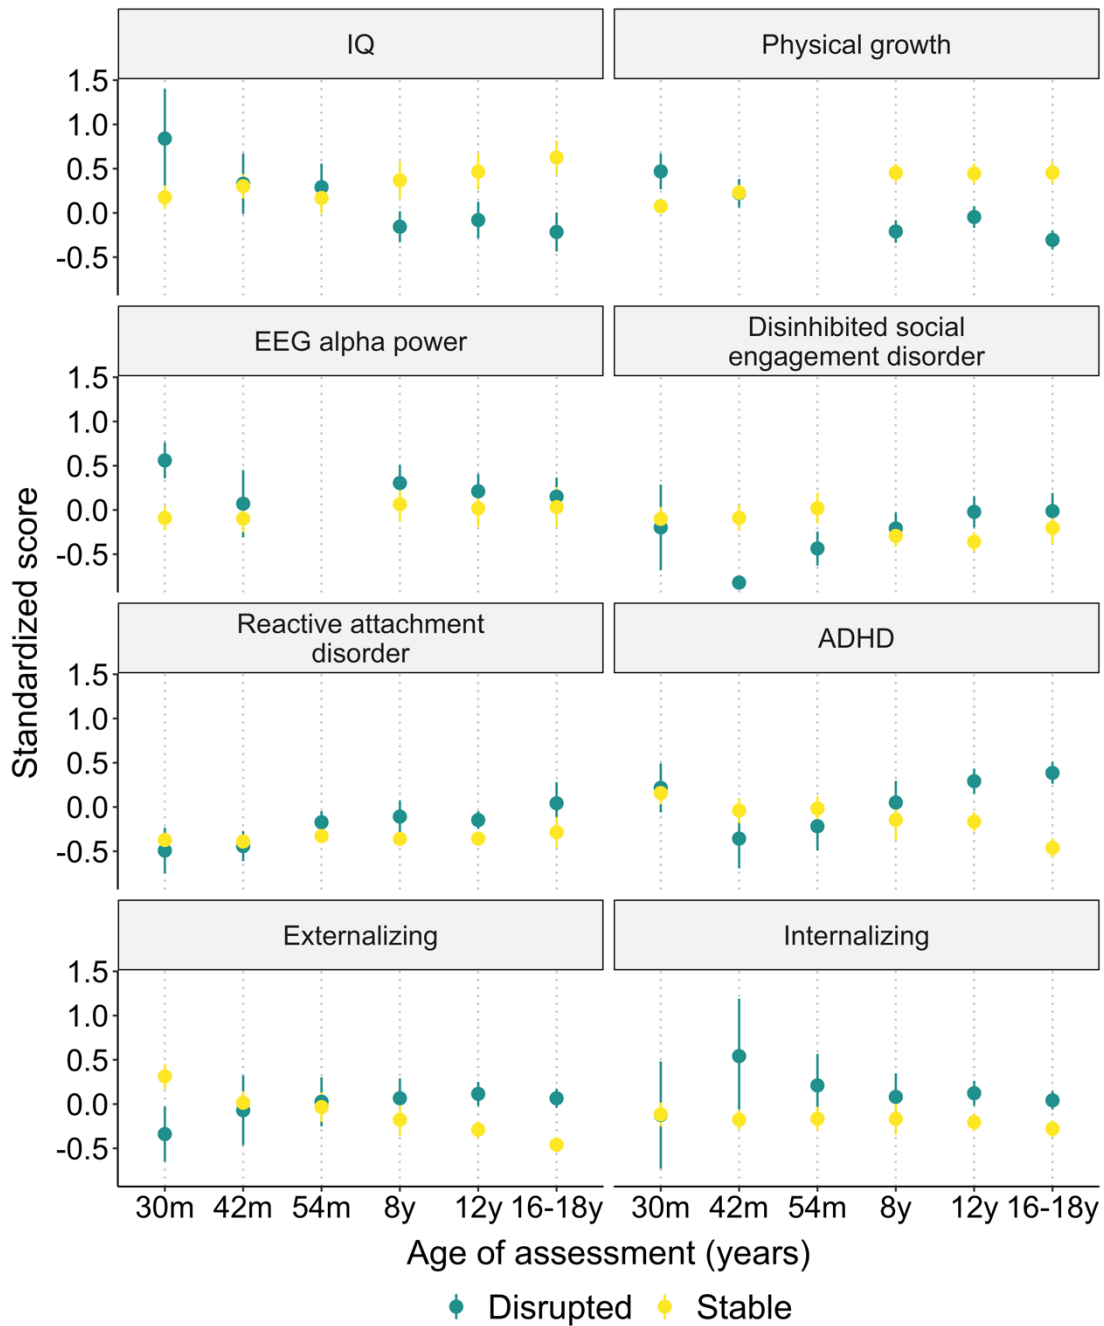 IQ
Physical growth
1.5
1.0
0.5
0.0
-0.5
EEG alpha power
Disinhibited social
engagement disorder
1.5
1.0
0.5
0.0
-0.5
Reactive attachment
disorder
ADHD
1.5
1.0
0.5
0.0
-0.5
Externalizing
Internalizing
1.5
1.0
0.5
0.0
-0.5
Standardized score
30m 42m 54m 8y 12y 16-18y
30m 42m 54m 8y 12y 16-18y
Age of assessment (years)
Disrupted Stable